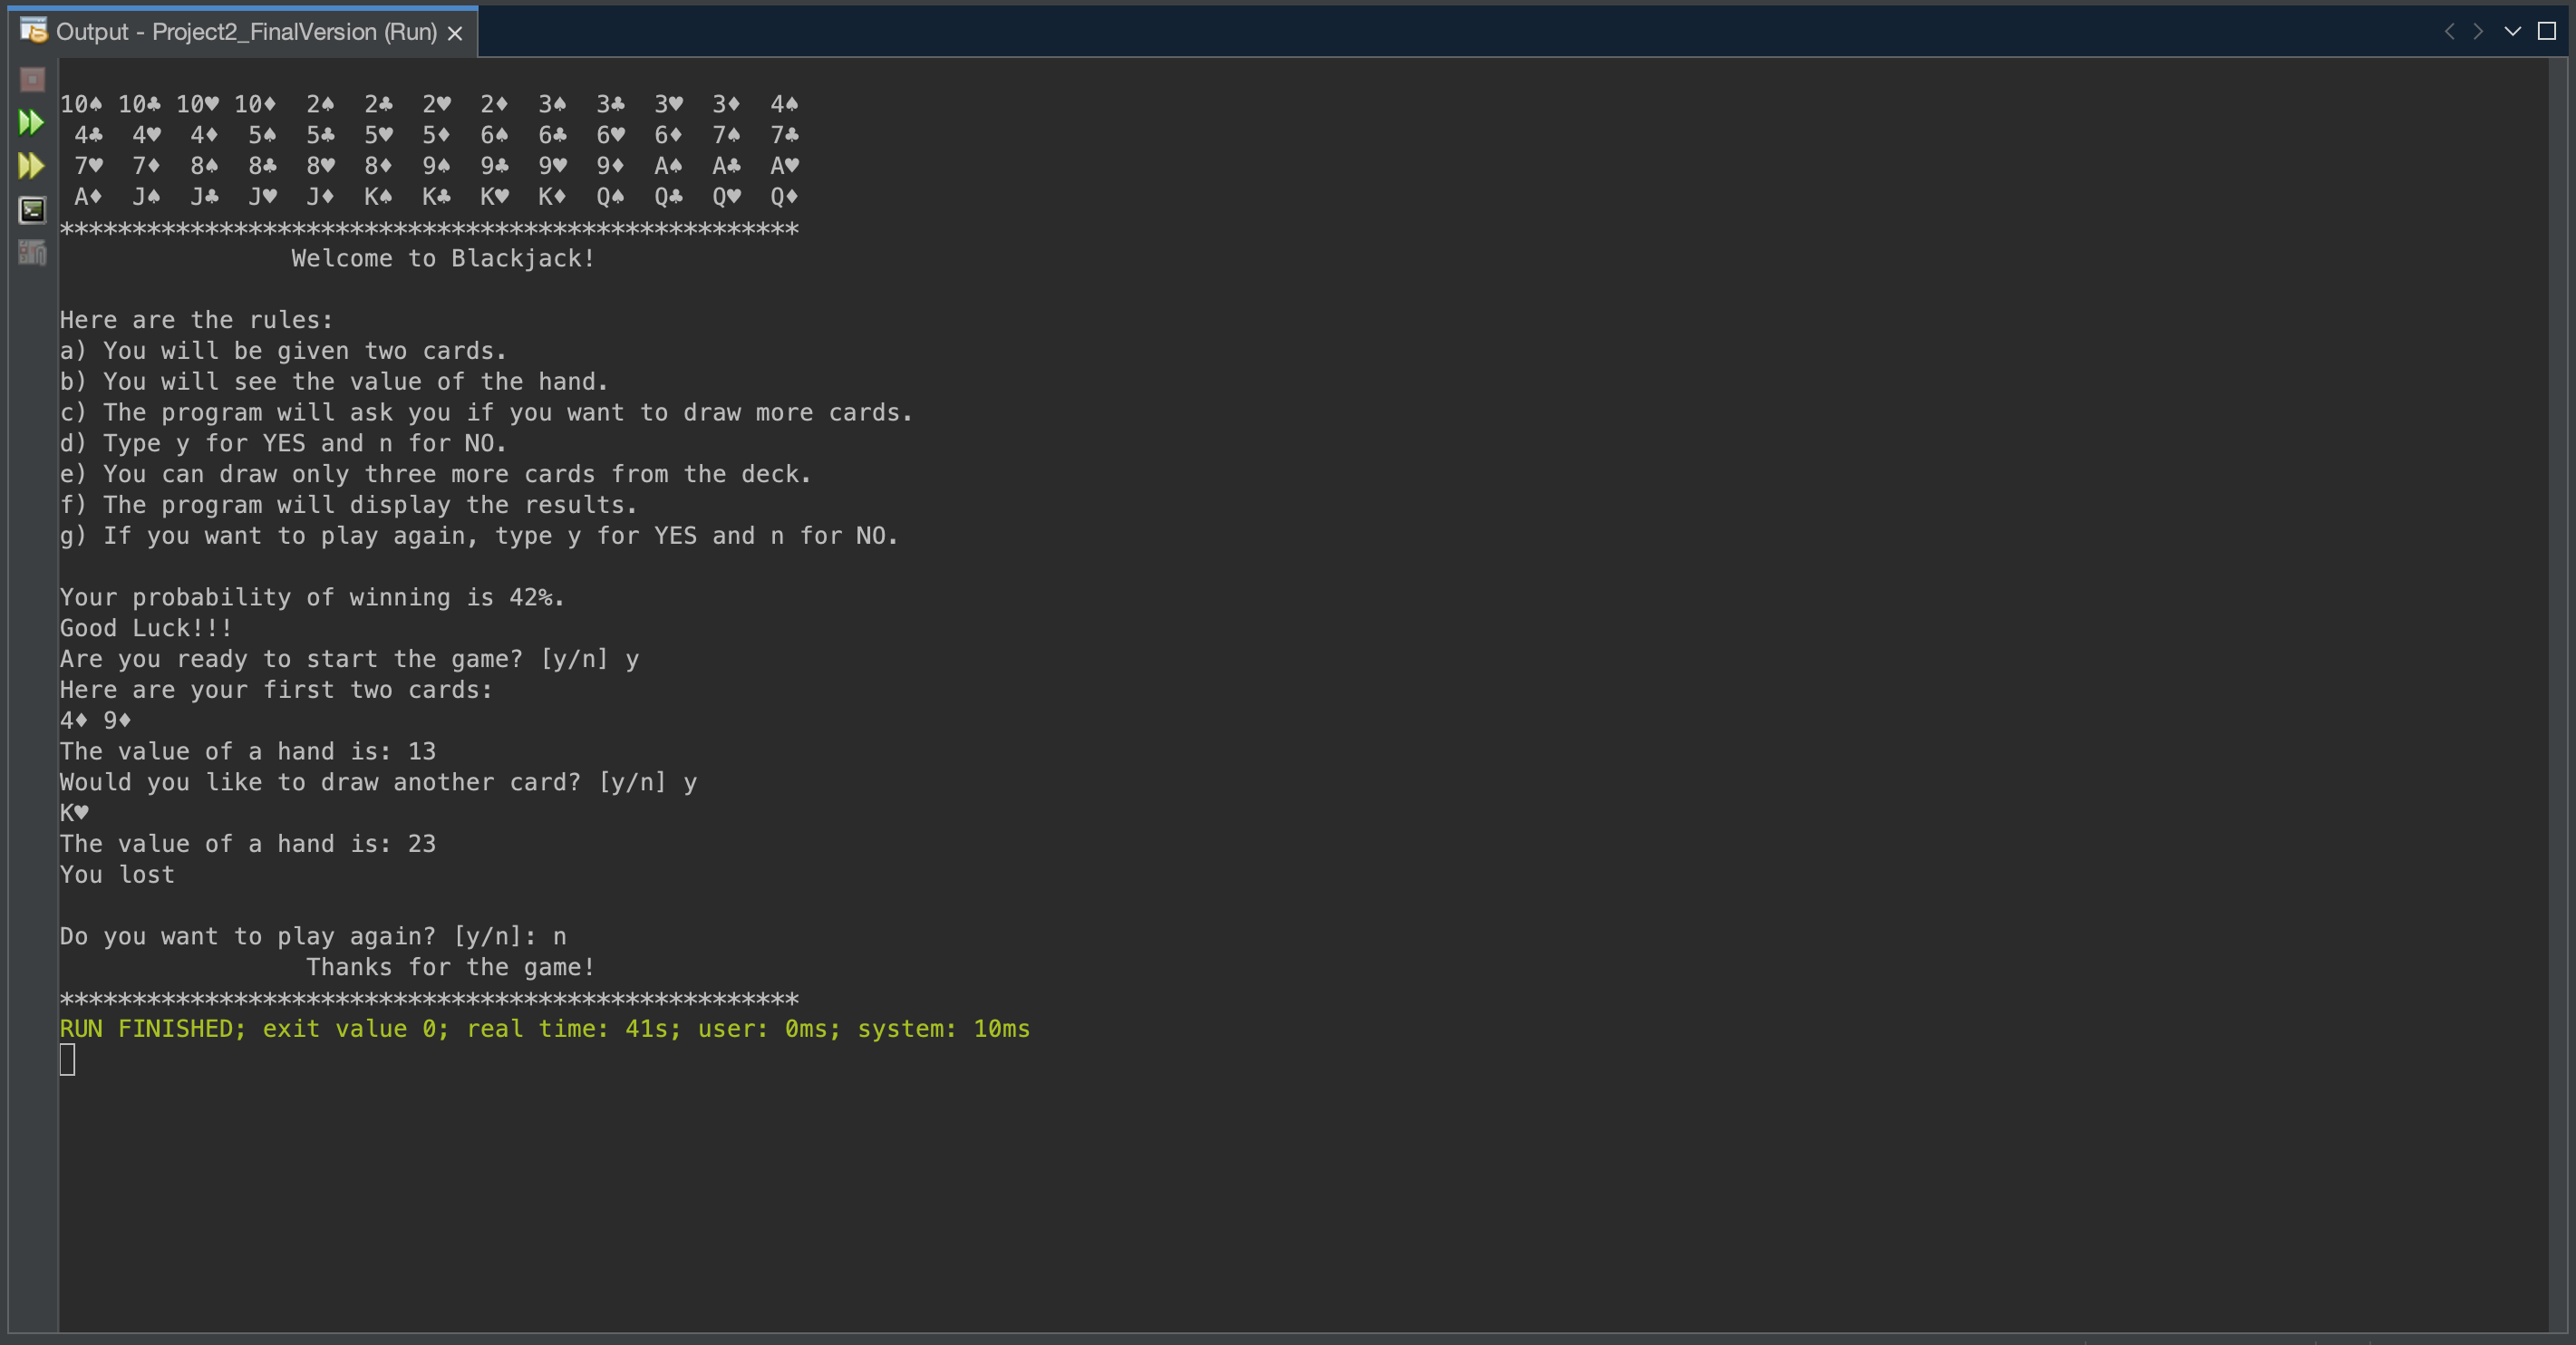 Output - Project2_FinalVersion (Run)
10♠ 10♣ 10♥ 10♦  2♠  2♣  2♥  2♦  3♠  3♣  3♥  3♦  4♠
 4♣  4♥  4♦  5♠  5♣  5♥  5♦  6♠  6♣  6♥  6♦  7♠  7♣
 7♥  7♦  8♠  8♣  8♥  8♦  9♠  9♣  9♥  9♦  A♠  A♣  A♥
 A♦  J♠  J♣  J♥  J♦  K♠  K♣  K♥  K♦  Q♠  Q♣  Q♥  Q♦
***************************************************
                Welcome to Blackjack!
Here are the rules:
a) You will be given two cards.
b) You will see the value of the hand.
c) The program will ask you if you want to draw more cards.
d) Type y for YES and n for NO.
e) You can draw only three more cards from the deck.
f) The program will display the results.
g) If you want to play again, type y for YES and n for NO.
Your probability of winning is 42%.
Good Luck!!!
Are you ready to start the game? [y/n] y
Here are your first two cards:
4♦ 9♦
The value of a hand is: 13
Would you like to draw another card? [y/n] y
K♥
The value of a hand is: 23
You lost
Do you want to play again? [y/n]: n
                 Thanks for the game!
***************************************************
RUN FINISHED; exit value 0; real time: 41s; user: 0ms; system: 10ms